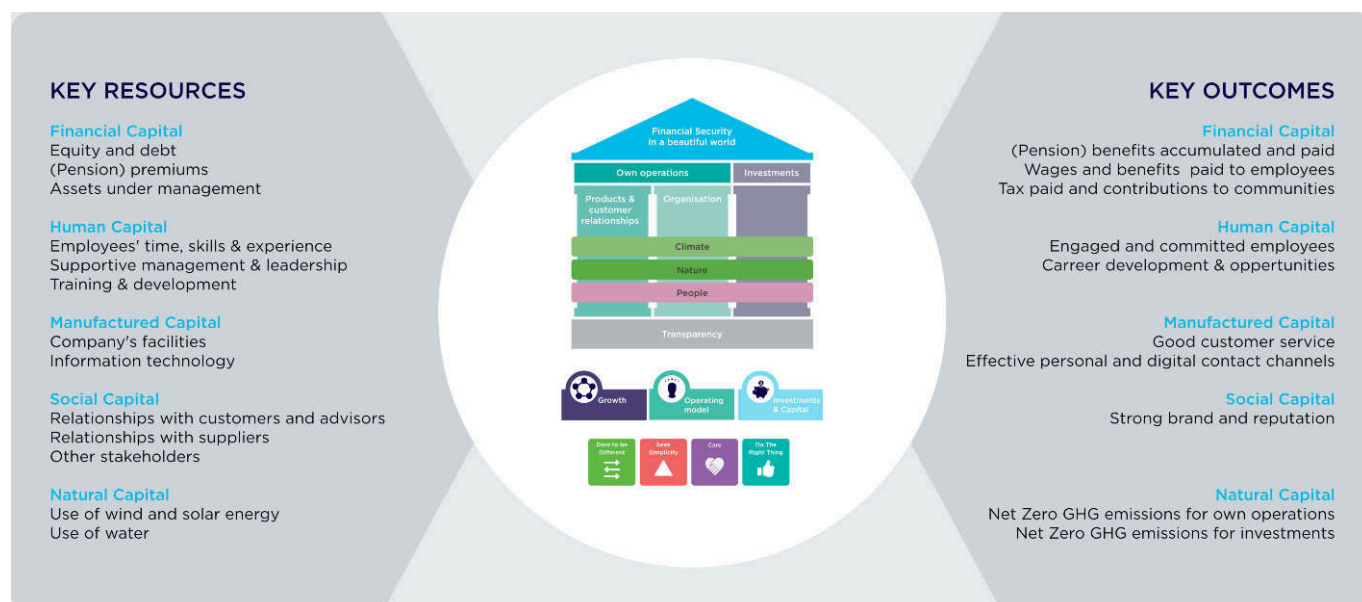 KEY RESOURCES
Financial Capital
Equity and debt
(Pension) premiums
Assets under management
Human Capital
Employees' time, skills & experience
Supportive management & leadership
Training & development
Manufactured Capital
Company's facilities
Information technology
Social Capital
Relationships with customers and advisors
Relationships with suppliers
Other stakeholders
Natural Capital
Use of wind and solar energy
Use of water
Financial Security
in a beautiful world
Own operations
Investments
Products &
customer
relationships
Organisation
Climate
Nature
People
Transparency
Growth
Operating
model
Investments
& Capital
Dare to be
Different
Seek
Simplicity
Care
Do The
Right Thing
KEY OUTCOMES
Financial Capital
(Pension) benefits accumulated and paid
Wages and benefits paid to employees
Tax paid and contributions to communities
Human Capital
Engaged and committed employees
Carreer development & oppertunities
Manufactured Capital
Good customer service
Effective personal and digital contact channels
Social Capital
Strong brand and reputation
Natural Capital
Net Zero GHG emissions for own operations
Net Zero GHG emissions for investments